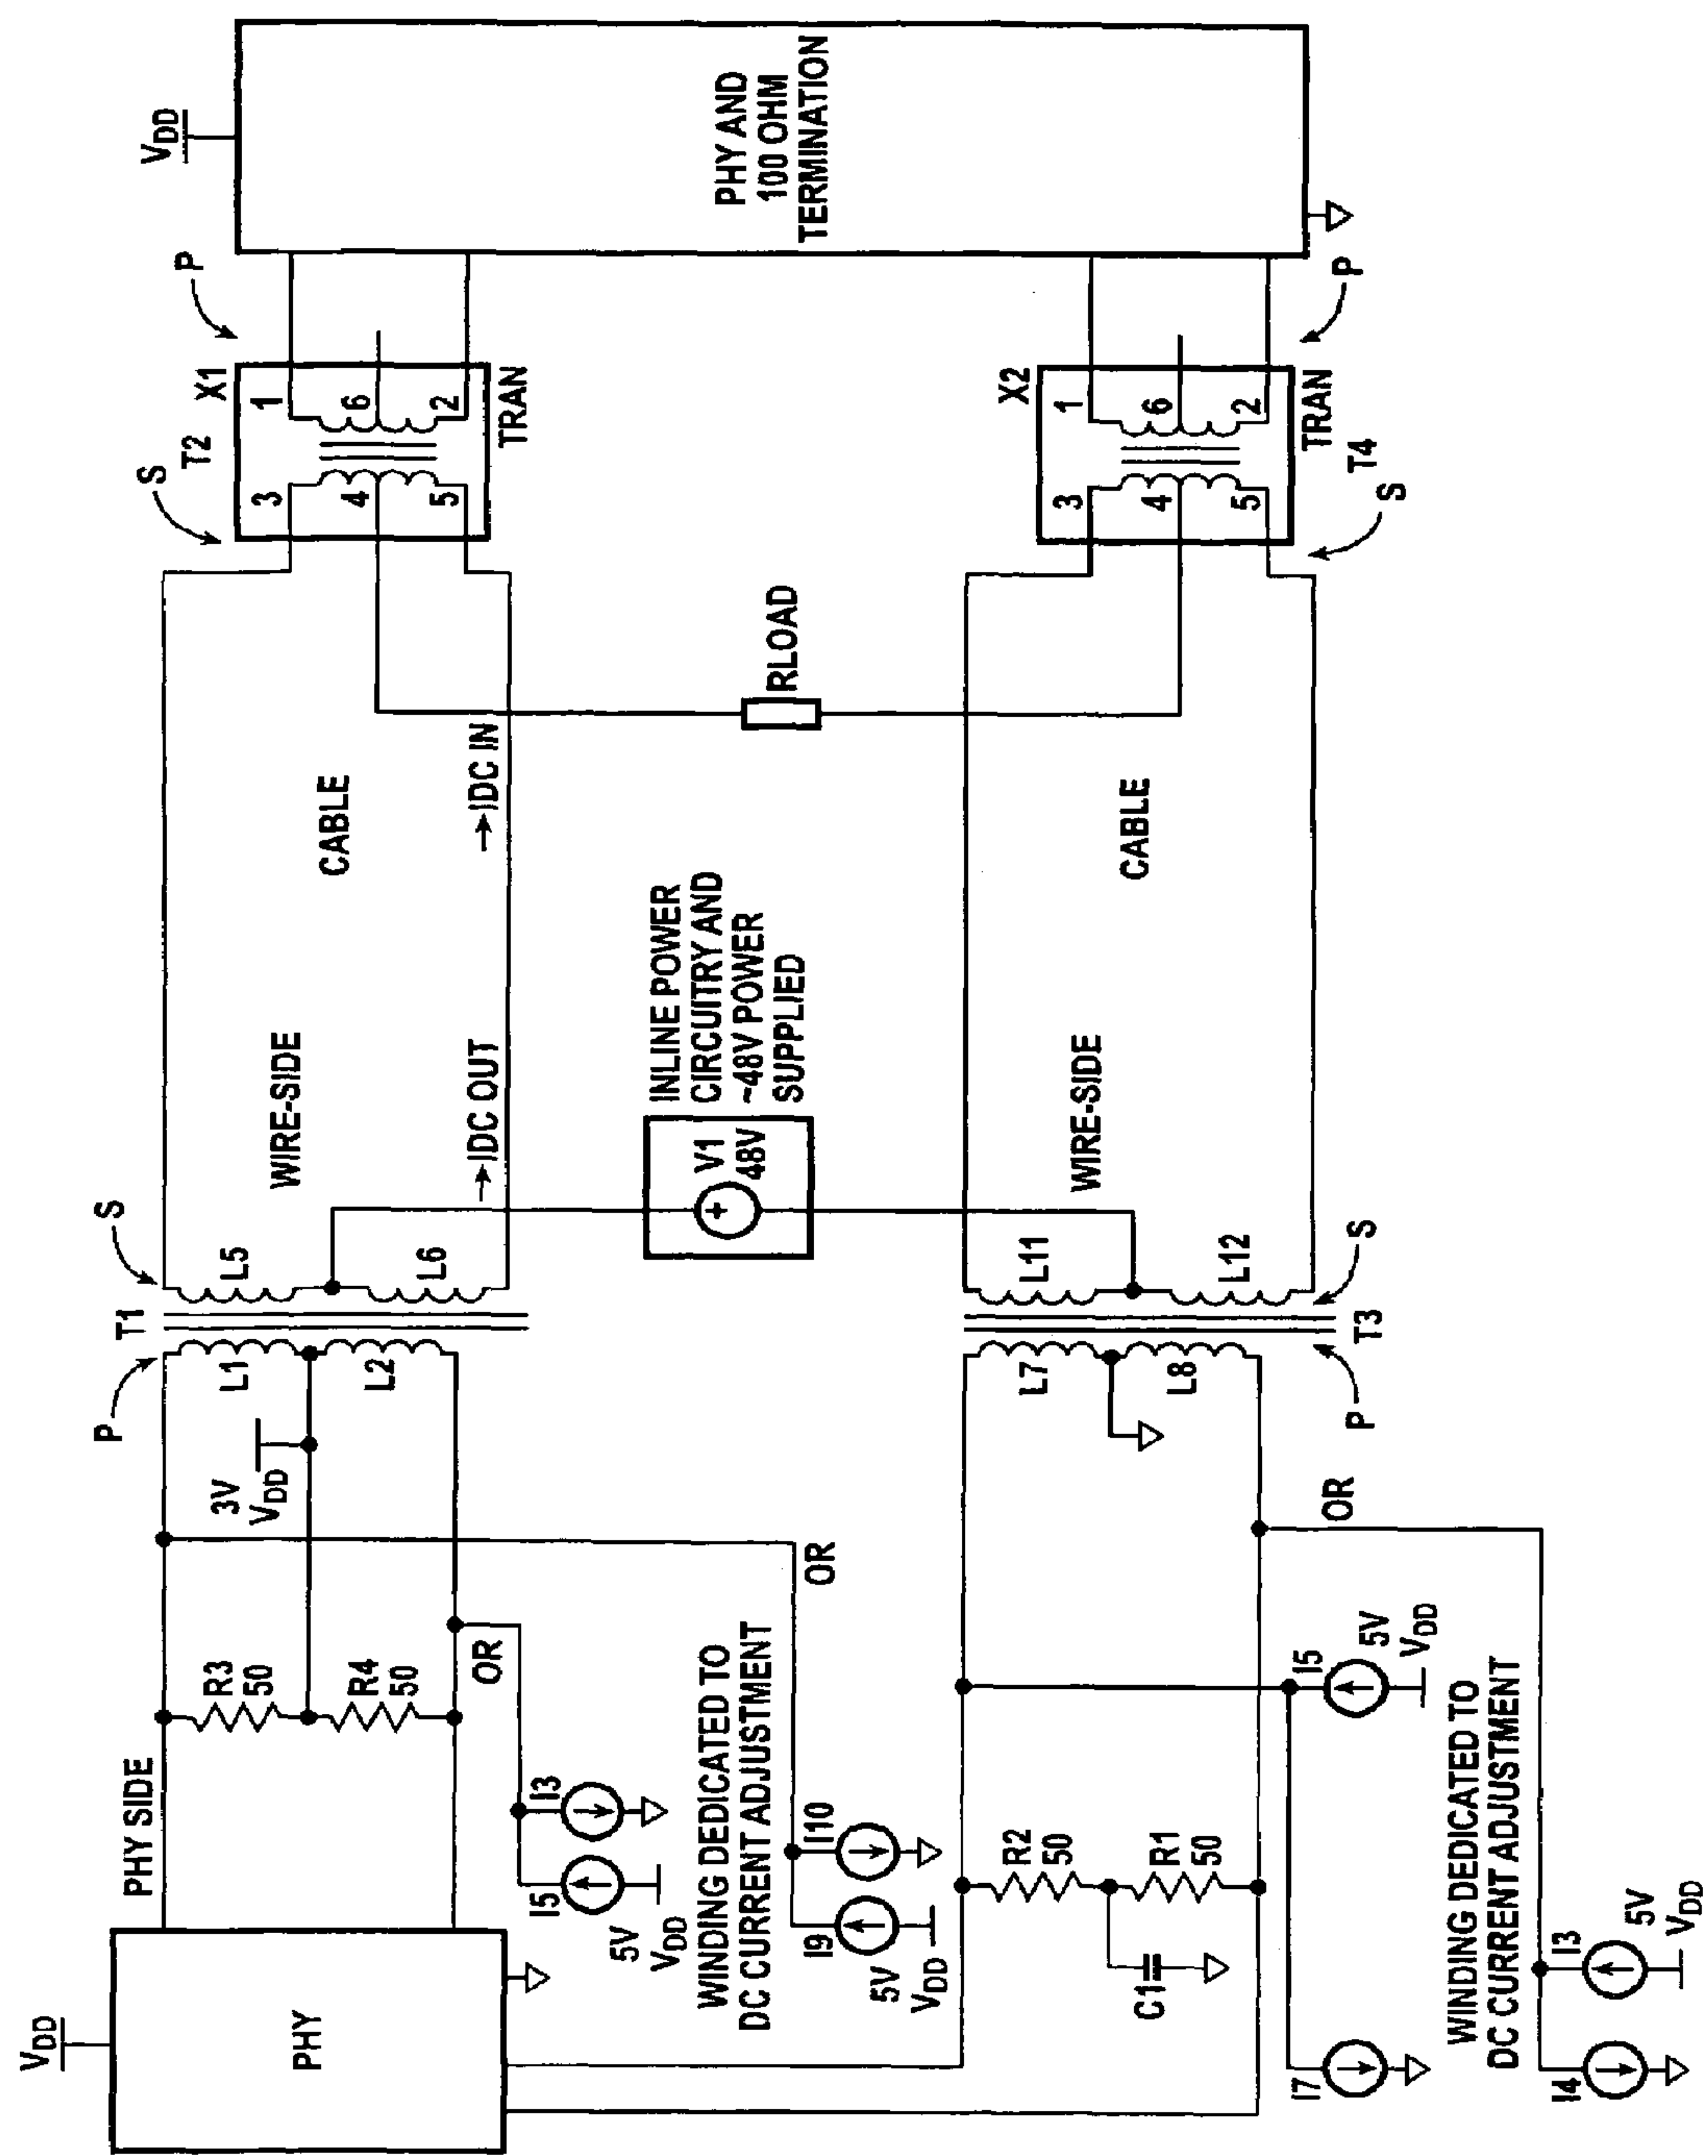 VDD
PHY
PHY SIDE
R3
50
R4
50
3V
VDD
P
T1
S
L1
L2
L5
L6
WIRE-SIDE
CABLE
→IDC OUT
→IDC IN
S
T2
X1
P
3
4
5
1
6
2
TRAN
VDD
PHY AND
100 OHM
TERMINATION
OR
I5
I3
5V
VDD
WINDING DEDICATED TO
DC CURRENT ADJUSTMENT
OR
I9
I10
5V
VDD
INLINE POWER
CIRCUITRY AND
~48V POWER
SUPPLIED
V1
48V
+
RLOAD
R2
50
R1
50
C1
L7
L8
L11
L12
P
T3
S
WIRE-SIDE
CABLE
X2
3
4
5
1
6
2
TRAN
T4
S
P
OR
I7
I5
5V
VDD
WINDING DEDICATED TO
DC CURRENT ADJUSTMENT
I4
I3
5V
VDD